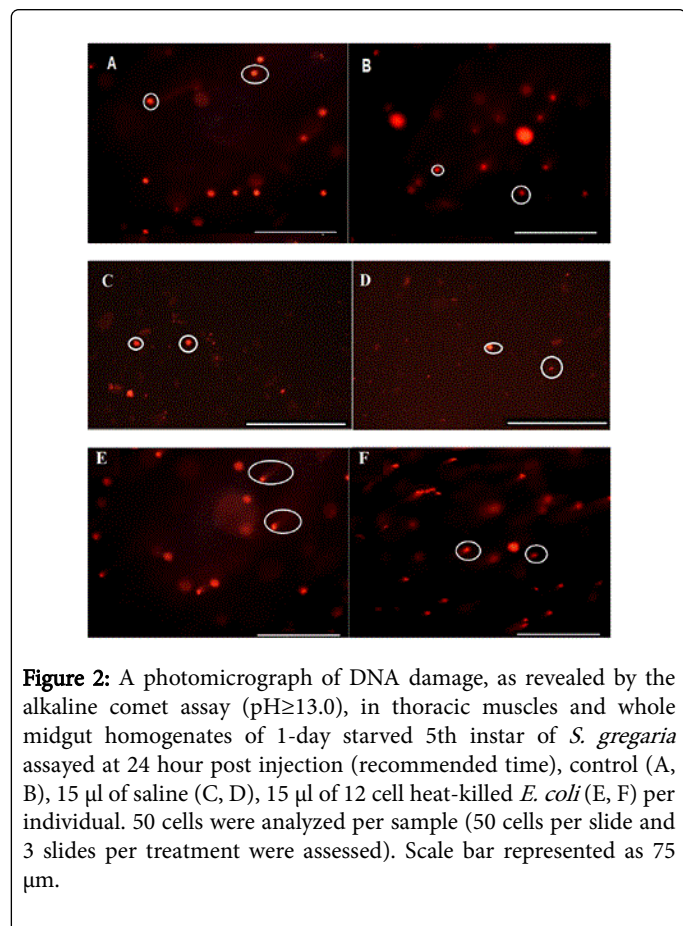 A
B
C
D
E
F
Figure 2: A photomicrograph of DNA damage, as revealed by the
alkaline comet assay (pH≥13.0), in thoracic muscles and whole
midgut homogenates of 1-day starved 5th instar of S. gregaria
assayed at 24 hour post injection (recommended time), control (A,
B), 15 μl of saline (C, D), 15 μl of 12 cell heat-killed E. coli (E, F) per
individual. 50 cells were analyzed per sample (50 cells per slide and
3 slides per treatment were assessed). Scale bar represented as 75
μm.